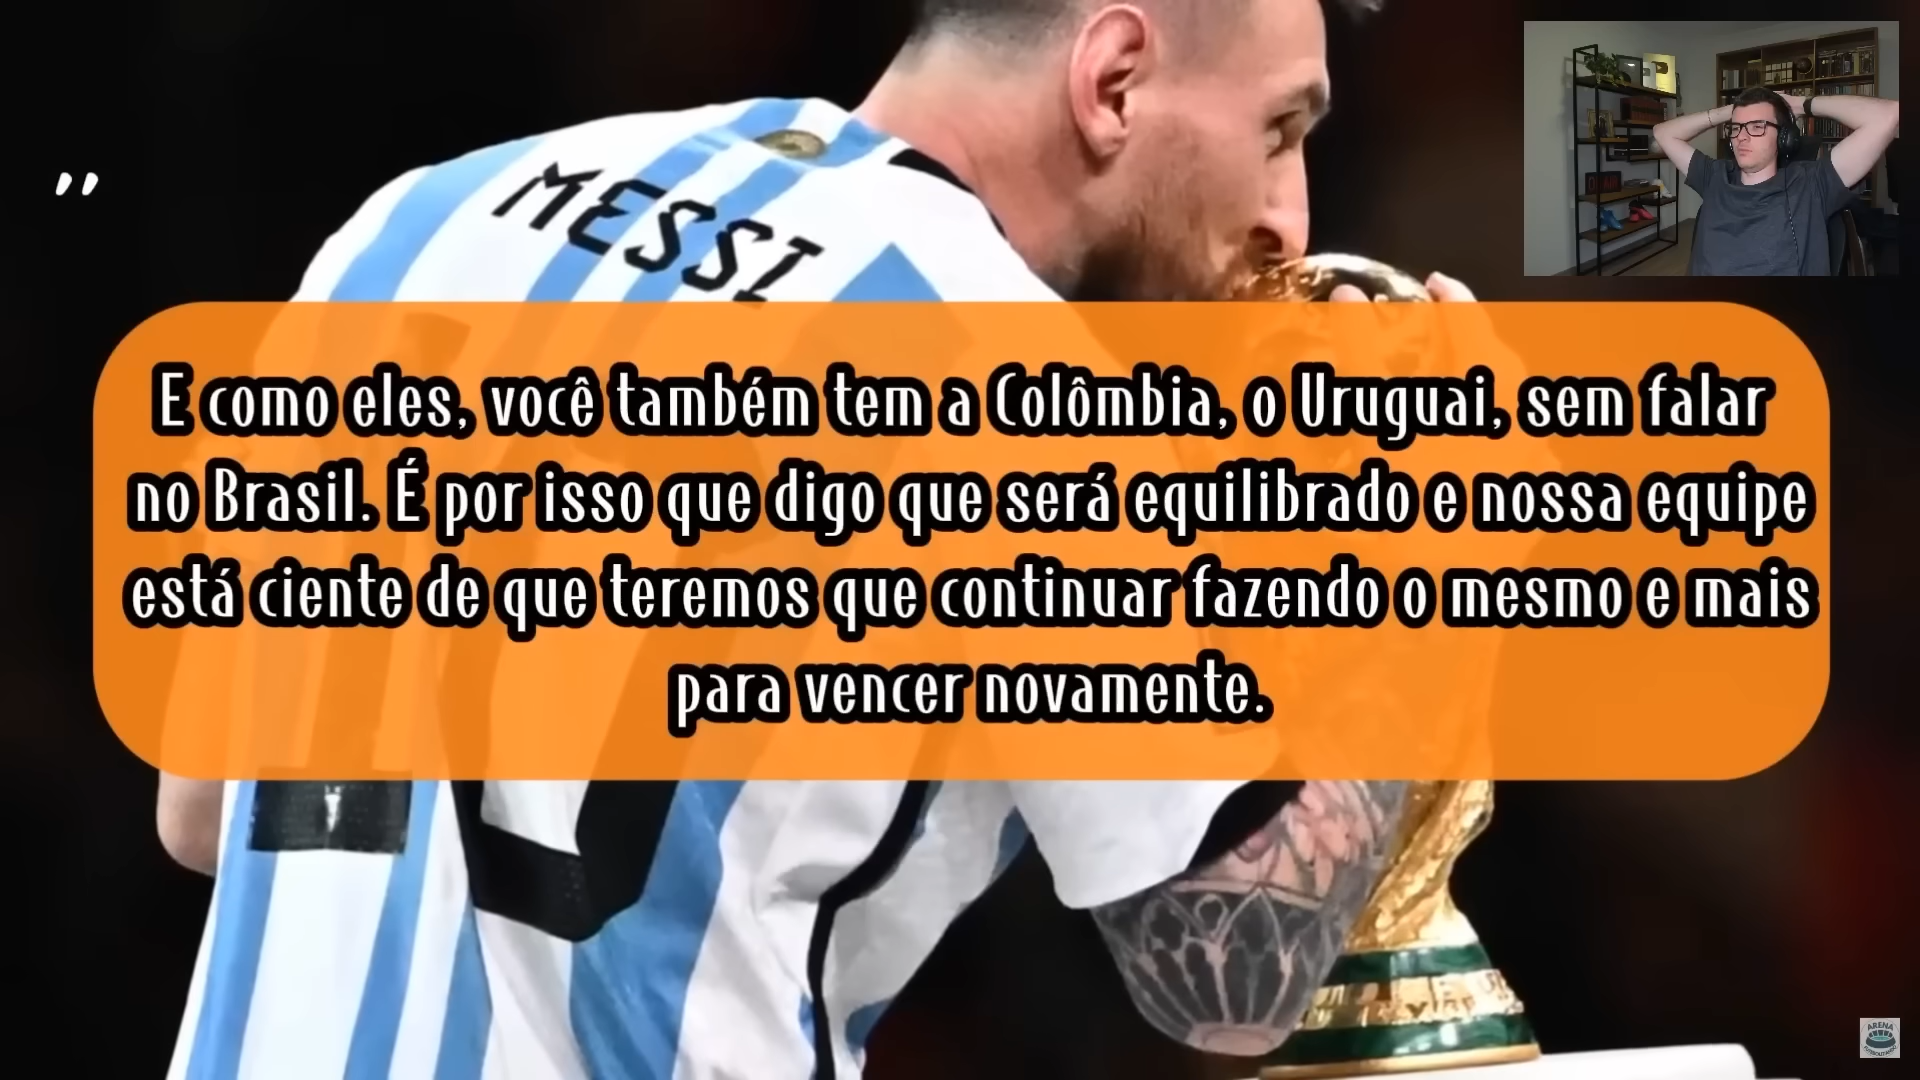 ”
MESSI
E como eles, você também tem a Colômbia, o Uruguai, sem falar
no Brasil. É por isso que digo que será equilibrado e nossa equipe
está ciente de que teremos que continuar fazendo o mesmo e mais
para vencer novamente.
ARENA